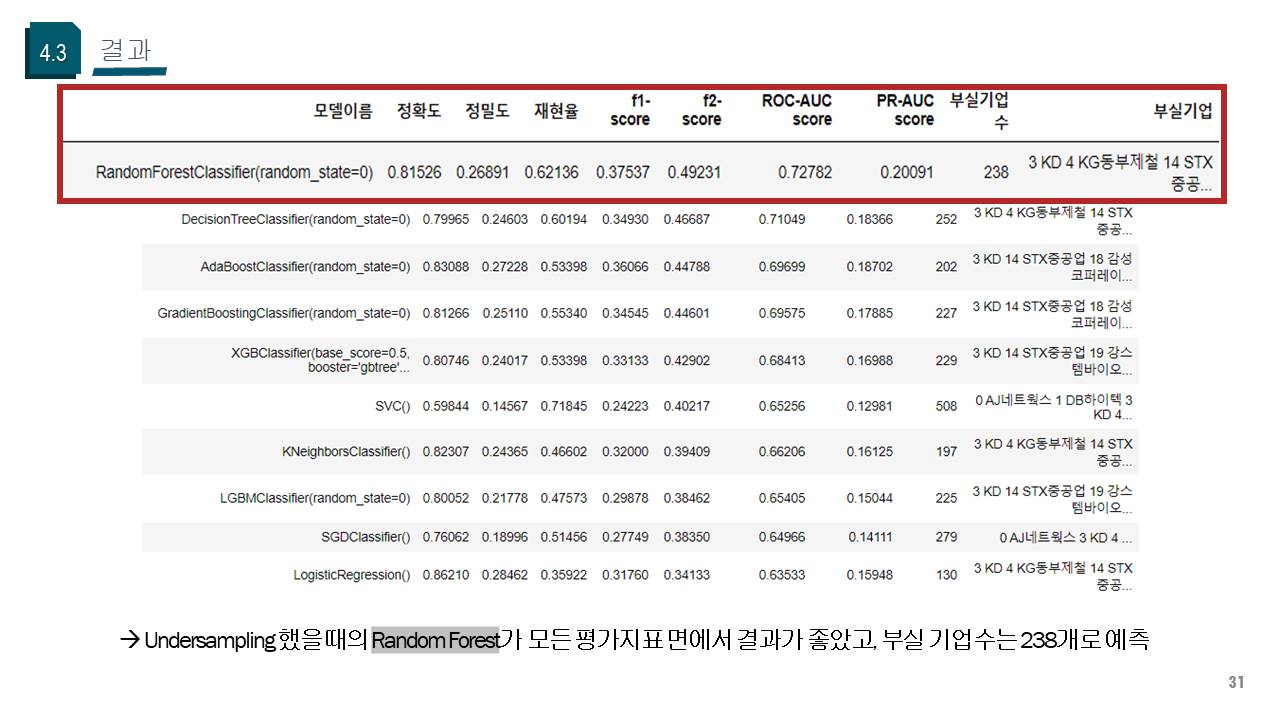 4.3 결과
모델이름 정확도 정밀도 재현율 f1-score f2-score ROC-AUC score PR-AUC score 부실기업수 부실기업
RandomForestClassifier(random_state=0) 0.81526 0.26891 0.62136 0.37537 0.49231 0.72782 0.20091 238 3 KD 4 KG동부제철 14 STX중공...
DecisionTreeClassifier(random_state=0) 0.79965 0.24603 0.60194 0.34930 0.46687 0.71049 0.18366 252 3 KD 4 KG동부제철 14 STX중공...
AdaBoostClassifier(random_state=0) 0.83088 0.27228 0.53398 0.36066 0.44788 0.69699 0.18702 202 3 KD 14 STX중공업 18 감성코퍼레이...
GradientBoostingClassifier(random_state=0) 0.81266 0.25110 0.55340 0.34545 0.44601 0.69575 0.17885 227 3 KD 14 STX중공업 18 감성코퍼레이...
XGBClassifier(base_score=0.5, booster='gbtree'... 0.80746 0.24017 0.53398 0.33133 0.42902 0.68413 0.16988 229 3 KD 14 STX중공업 19 강스템바이오...
SVC() 0.59844 0.14567 0.71845 0.24223 0.40217 0.65256 0.12981 508 0 AJ네트웍스 1 DB하이텍 3 KD 4...
KNeighborsClassifier() 0.82307 0.24365 0.46602 0.32000 0.39409 0.66206 0.16125 197 3 KD 4 KG동부제철 14 STX중공...
LGBMClassifier(random_state=0) 0.80052 0.21778 0.47573 0.29878 0.38462 0.65405 0.15044 225 3 KD 14 STX중공업 19 강스템바이오...
SGDClassifier() 0.76062 0.18996 0.51456 0.27749 0.38350 0.64966 0.14111 279 0 AJ네트웍스 3 KD 4 ...
LogisticRegression() 0.86210 0.28462 0.35922 0.31760 0.34133 0.63533 0.15948 130 3 KD 4 KG동부제철 14 STX중공...
→ Undersampling 했을 때의 Random Forest가 모든 평가지표 면에서 결과가 좋았고, 부실 기업 수는 238개로 예측
31